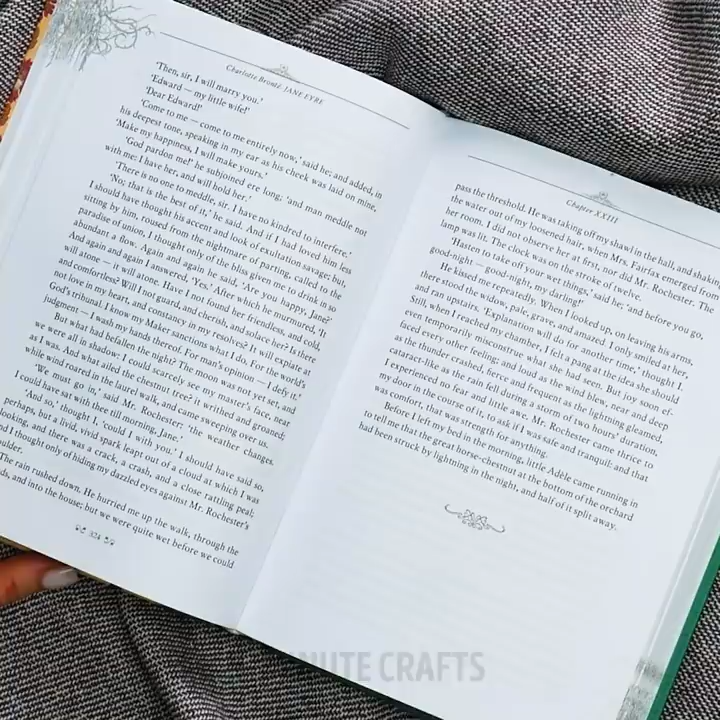 Charlotte Brontë: JANE EYRE
'Then, sir, I will marry you.'
'Edward — my little wife!'
'Dear Edward!'
'Come to me — come to me entirely now,' said he; and added, in
his deepest tone, speaking in my ear as his cheek was laid on mine,
'Make my happiness, I will make yours.'
'God pardon me!' he subjoined ere long; 'and man meddle not
with me: I have her, and will hold her.'
'There is no one to meddle, sir. I have no kindred to interfere.'
'No; that is the best of it,' he said. And if I had loved him less
I should have thought his accent and look of exultation savage; but,
sitting by him, roused from the nightmare of parting, called to the
paradise of union, I thought only of the bliss given me to drink in so
abundant a flow. Again and again he said, 'Are you happy, Jane?'
And again and again I answered, 'Yes.' After which he murmured, 'It
will atone — it will atone. Have I not found her friendless, and cold,
and comfortless? Will I not guard, and cherish, and solace her? Is there
not love in my heart, and constancy in my resolves? It will expiate at
God's tribunal. I know my Maker sanctions what I do. For the world's
judgment — I wash my hands thereof. For man's opinion — I defy it.'
But what had befallen the night? The moon was not yet set, and
we were all in shadow: I could scarcely see my master's face, near
as I was. And what ailed the chestnut tree? it writhed and groaned;
while wind roared in the laurel walk, and came sweeping over us.
'We must go in,' said Mr. Rochester: 'the weather changes.
I could have sat with thee till morning, Jane.'
'And so,' thought I, 'could I with you.' I should have said so,
perhaps, but a livid, vivid spark leapt out of a cloud at which I was
looking, and there was a crack, a crash, and a close rattling peal;
and I thought only of hiding my dazzled eyes against Mr. Rochester's
The rain rushed down. He hurried me up the walk, through the
and into the house; but we were quite wet before we could
324
Chapter XXIII
pass the threshold. He was taking off my shawl in the hall, and shaking
the water out of my loosened hair, when Mrs. Fairfax emerged from
her room. I did not observe her at first, nor did Mr. Rochester. The
lamp was lit. The clock was on the stroke of twelve.
'Hasten to take off your wet things,' said he; 'and before you go,
good-night — good-night, my darling!'
He kissed me repeatedly. When I looked up, on leaving his arms,
there stood the widow, pale, grave, and amazed. I only smiled at her,
and ran upstairs. 'Explanation will do for another time,' thought I.
Still, when I reached my chamber, I felt a pang at the idea she should
even temporarily misconstrue what she had seen. But joy soon ef-
faced every other feeling; and loud as the wind blew, near and deep
as the thunder crashed, fierce and frequent as the lightning gleamed,
cataract-like as the rain fell during a storm of two hours' duration,
I experienced no fear and little awe. Mr. Rochester came thrice to
my door in the course of it, to ask if I was safe and tranquil: and that
was comfort, that was strength for anything.
Before I left my bed in the morning, little Adèle came running in
to tell me that the great horse-chestnut at the bottom of the orchard
had been struck by lightning in the night, and half of it split away.
NUTE CRAFTS